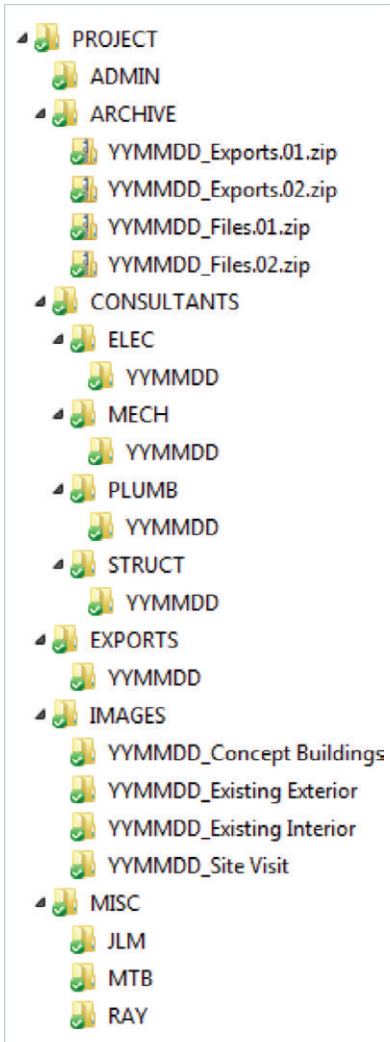 PROJECT
ADMIN
ARCHIVE
YYMMDD_Exports.01.zip
YYMMDD_Exports.02.zip
YYMMDD_Files.01.zip
YYMMDD_Files.02.zip
CONSULTANTS
ELEC
YYMMDD
MECH
YYMMDD
PLUMB
YYMMDD
STRUCT
YYMMDD
EXPORTS
YYMMDD
IMAGES
YYMMDD_Concept Buildings
YYMMDD_Existing Exterior
YYMMDD_Existing Interior
YYMMDD_Site Visit
MISC
JLM
MTB
RAY